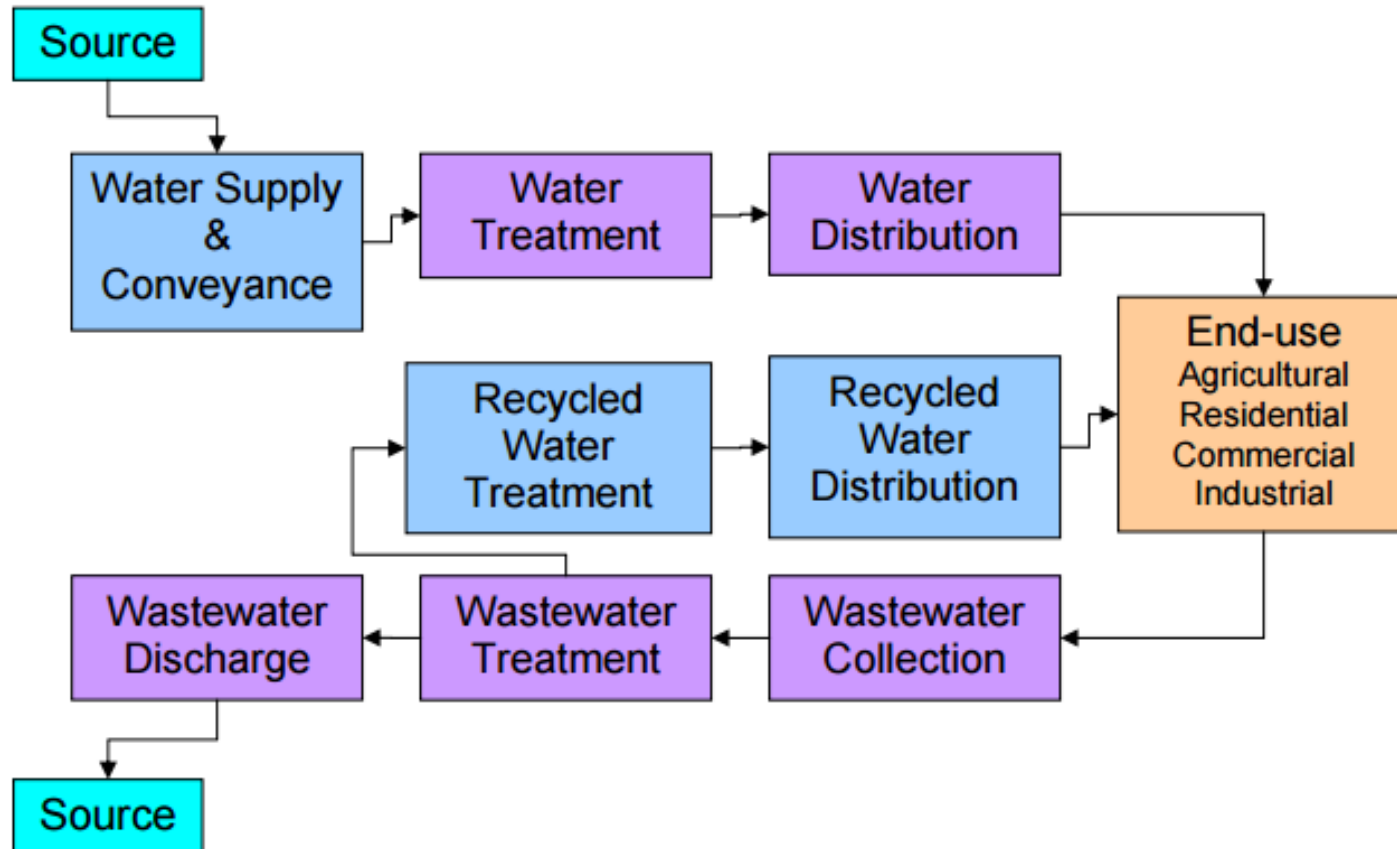 Source
Water Supply
&
Conveyance
Water
Treatment
Water
Distribution
End-use
Agricultural
Residential
Commercial
Industrial
Recycled
Water
Treatment
Recycled
Water
Distribution
Wastewater
Discharge
Wastewater
Treatment
Wastewater
Collection
Source